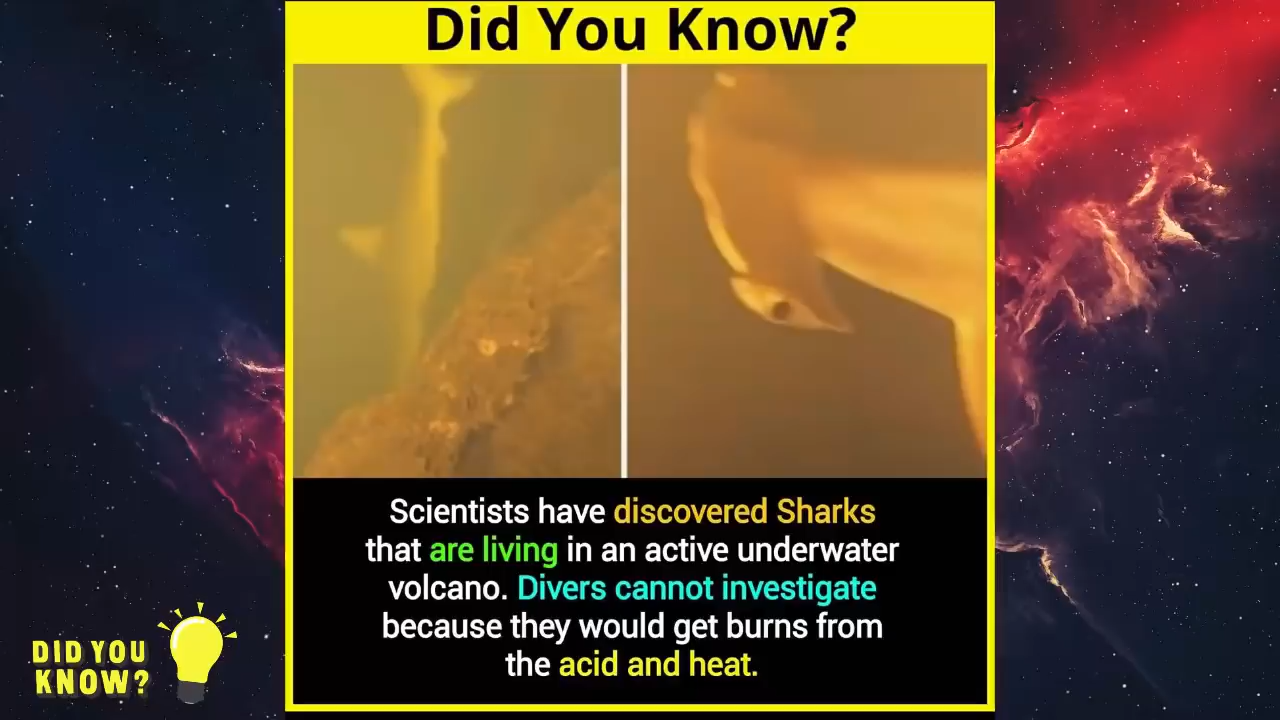 Did You Know?
Scientists have discovered Sharks
that are living in an active underwater
volcano. Divers cannot investigate
because they would get burns from
the acid and heat.
DID YOU
KNOW?